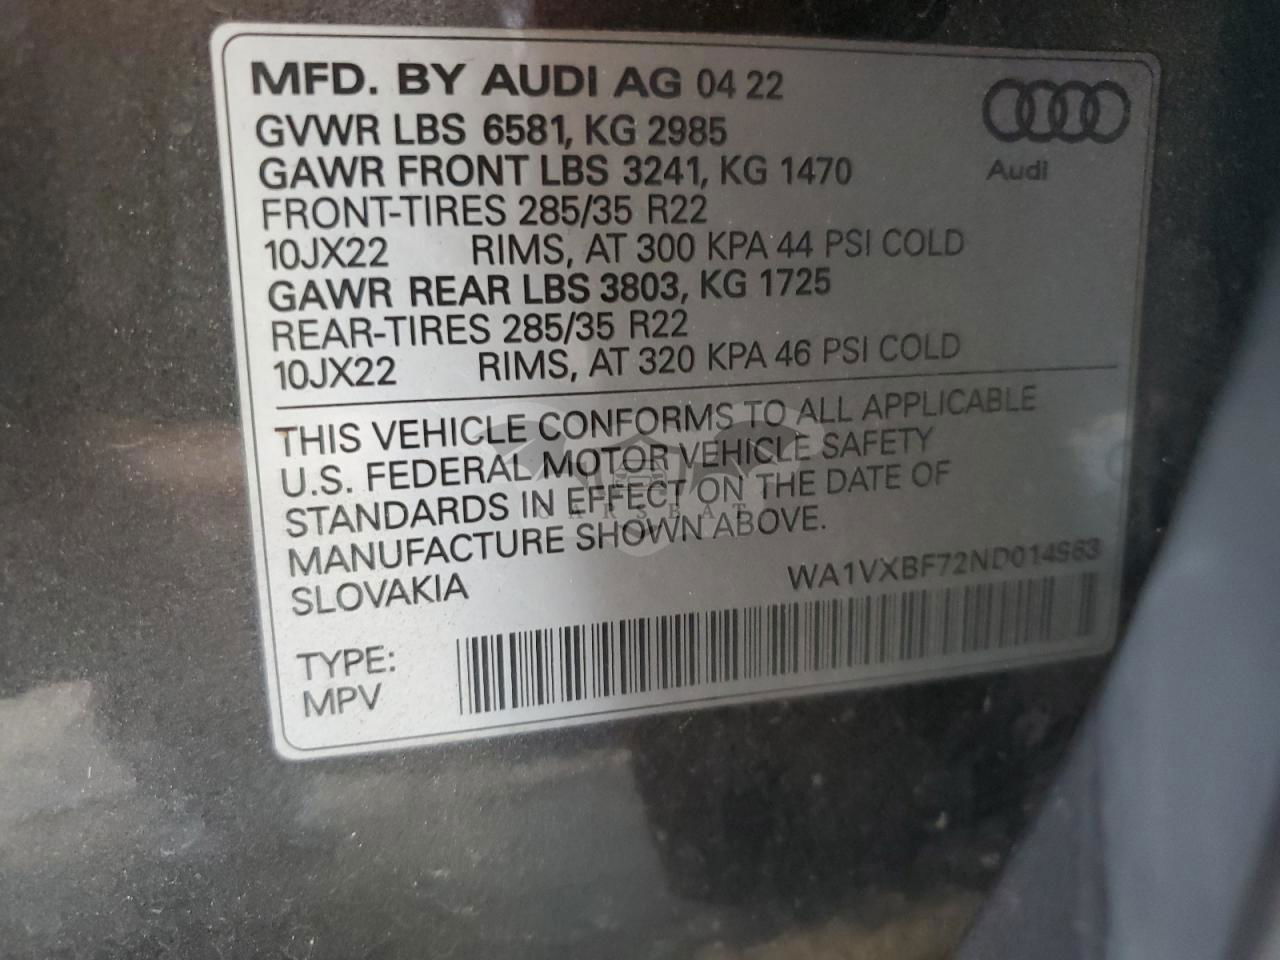 MFD. BY AUDI AG 04 22
GVWR LBS 6581, KG 2985
GAWR FRONT LBS 3241, KG 1470
FRONT-TIRES 285/35 R22
10JX22 RIMS, AT 300 KPA 44 PSI COLD
GAWR REAR LBS 3803, KG 1725
REAR-TIRES 285/35 R22
10JX22 RIMS, AT 320 KPA 46 PSI COLD
Audi
THIS VEHICLE CONFORMS TO ALL APPLICABLE
U.S. FEDERAL MOTOR VEHICLE SAFETY
STANDARDS IN EFFECT ON THE DATE OF
MANUFACTURE SHOWN ABOVE.
SLOVAKIA
WA1VXBF72ND014963
TYPE:
MPV
CARSBAT